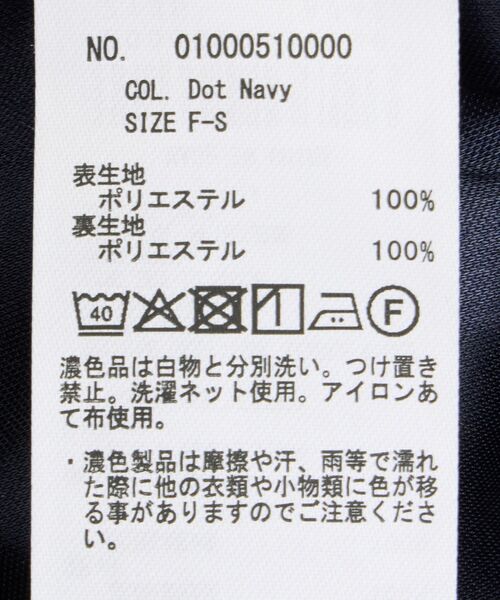 NO. 01000510000
COL. Dot Navy
SIZE F-S
表生地
ポリエステル 100%
裏生地
ポリエステル 100%
40 F
濃色品は白物と分別洗い。つけ置き
禁止。洗濯ネット使用。アイロンあ
て布使用。
・濃色製品は摩擦や汗、雨等で濡れ
た際に他の衣類や小物類に色が移
る事がありますのでご注意くださ
い。